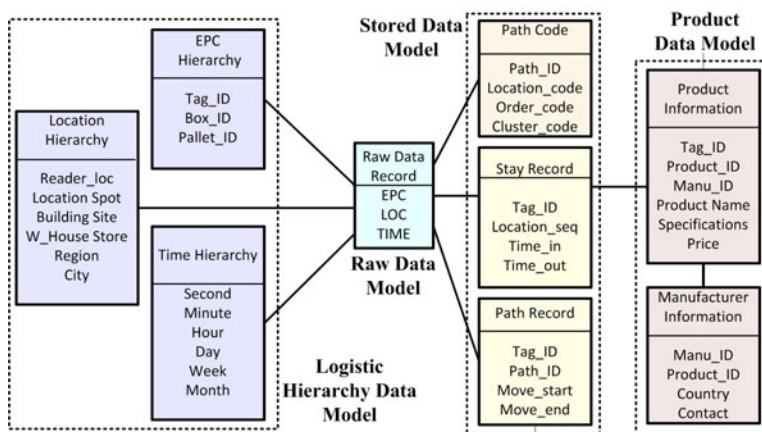 EPC
Hierarchy
Tag_ID
Box_ID
Pallet_ID
Location
Hierarchy
Reader_loc
Location Spot
Building Site
W_House Store
Region
City
Time Hierarchy
Second
Minute
Hour
Day
Week
Month
Logistic
Hierarchy Data
Model
Raw Data
Record
EPC
LOC
TIME
Raw Data
Model
Stored Data
Model
Path Code
Path_ID
Location_code
Order_code
Cluster_code
Stay Record
Tag_ID
Location_seq
Time_in
Time_out
Path Record
Tag_ID
Path_ID
Move_start
Move_end
Product
Data Model
Product
Information
Tag_ID
Product_ID
Manu_ID
Product Name
Specifications
Price
Manufacturer
Information
Manu_ID
Product_ID
Country
Contact